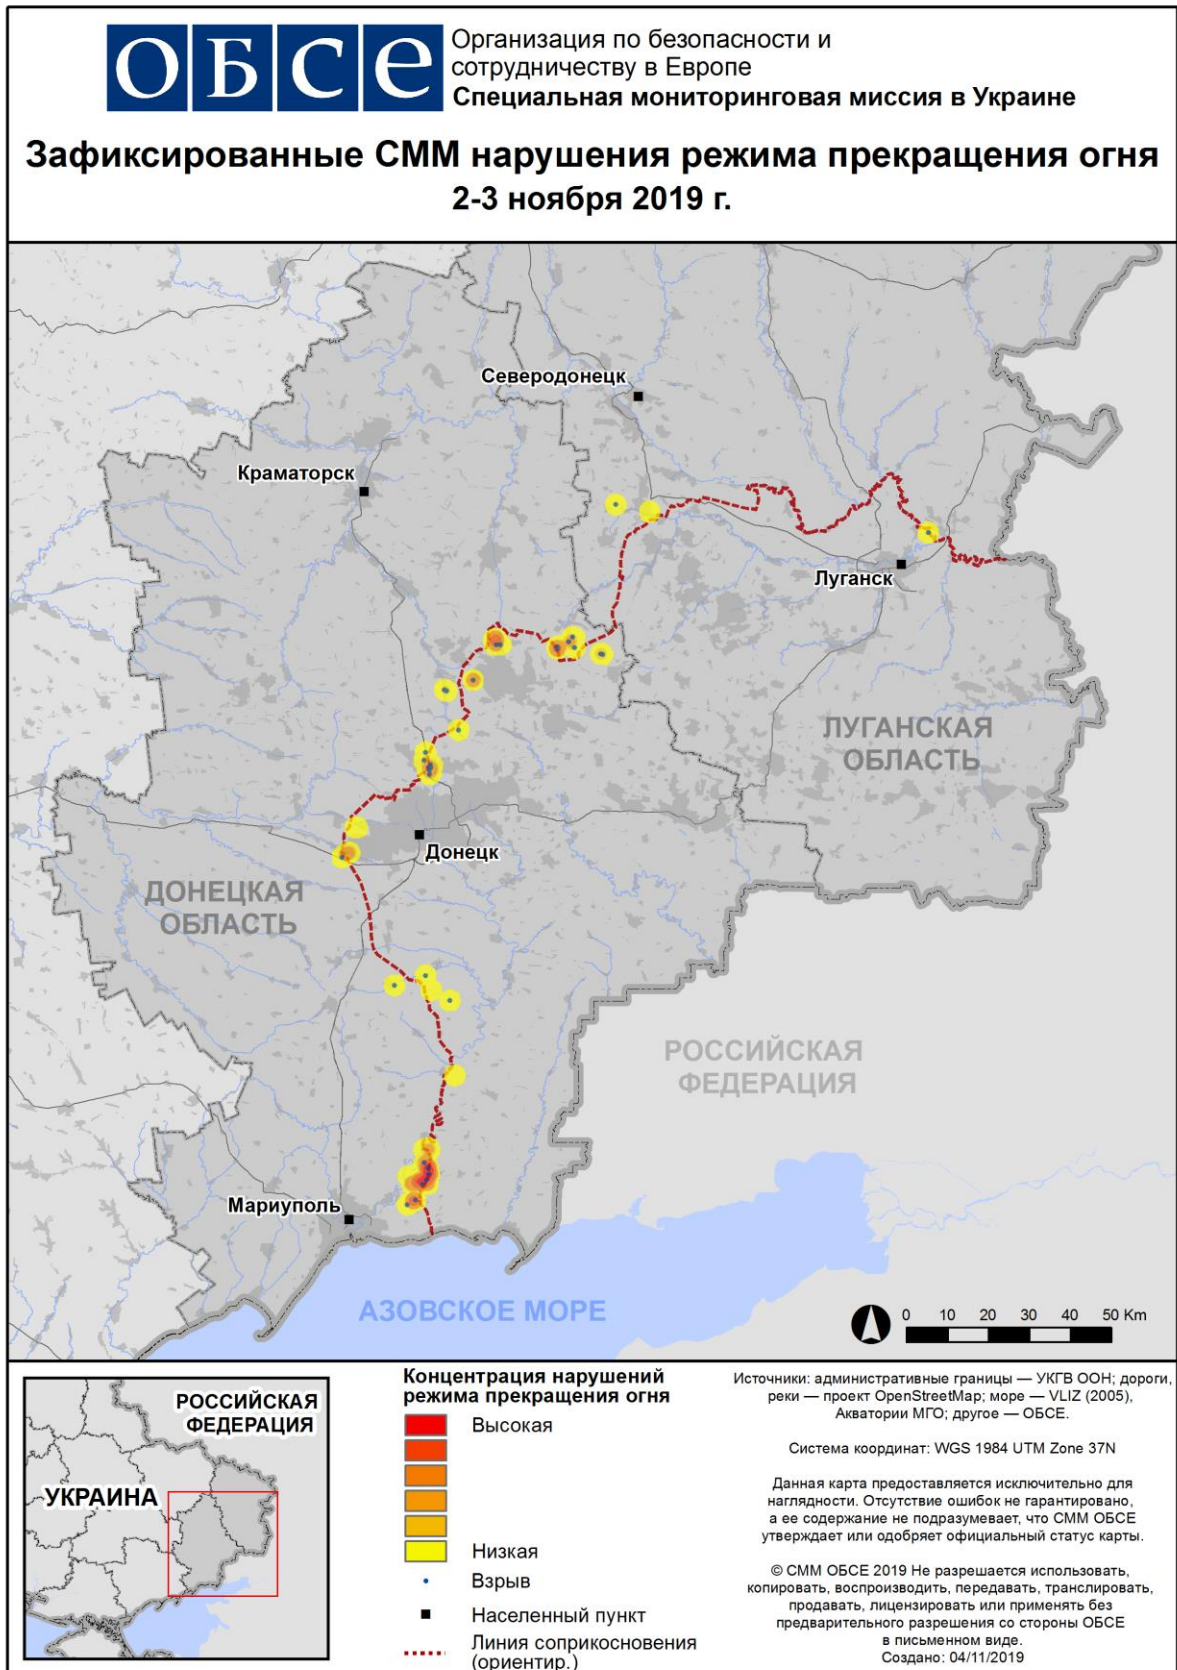 ОБСЕ
Организация по безопасности и
сотрудничеству в Европе
Специальная мониторинговая миссия в Украине
Зафиксированные СММ нарушения режима прекращения огня
2-3 ноября 2019 г.
Северодонецк
Краматорск
Луганск
ЛУГАНСКАЯ
ОБЛАСТЬ
Донецк
ДОНЕЦКАЯ
ОБЛАСТЬ
РОССИЙСКАЯ
ФЕДЕРАЦИЯ
Мариуполь
АЗОВСКОЕ МОРЕ
0 10 20 30 40 50 Km
РОССИЙСКАЯ
ФЕДЕРАЦИЯ
УКРАИНА
Концентрация нарушений
режима прекращения огня
Высокая
Низкая
Взрыв
Населенный пункт
Линия соприкосновения
(ориентир.)
Источники: административные границы — УКГВ ООН; дороги,
реки — проект OpenStreetMap; море — VLIZ (2005),
Акватории МГО; другое — ОБСЕ.
Система координат: WGS 1984 UTM Zone 37N
Данная карта предоставляется исключительно для
наглядности. Отсутствие ошибок не гарантировано,
а ее содержание не подразумевает, что СММ ОБСЕ
утверждает или одобряет официальный статус карты.
© СММ ОБСЕ 2019 Не разрешается использовать,
копировать, воспроизводить, передавать, транслировать,
продавать, лицензировать или применять без
предварительного разрешения со стороны ОБСЕ
в письменном виде.
Создано: 04/11/2019